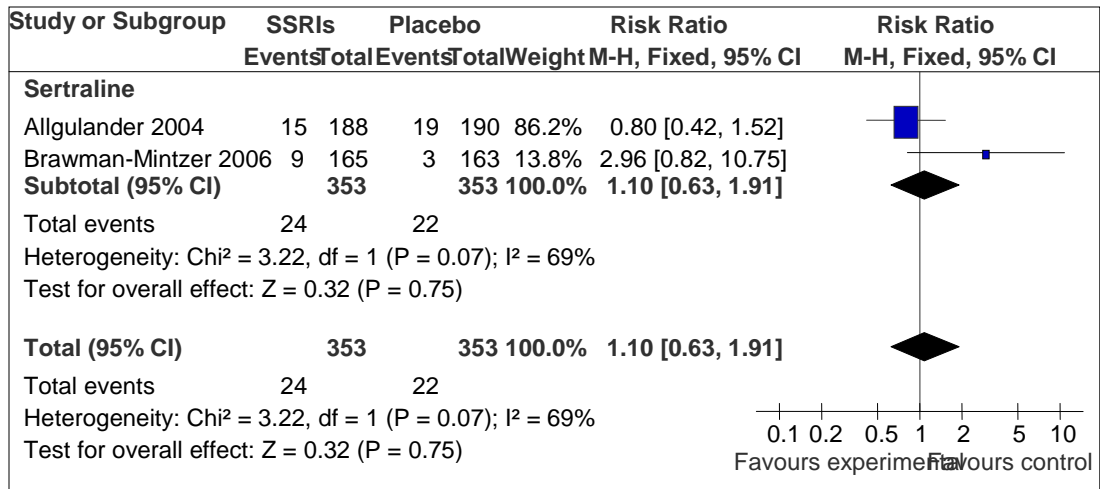 Study or Subgroup SSRIs Placebo Risk Ratio Risk Ratio
Events Total Events Total Weight M-H, Fixed, 95% CI M-H, Fixed, 95% CI
Sertraline
Allgulander 2004 15 188 19 190 86.2% 0.80 [0.42, 1.52]
Brawman-Mintzer 2006 9 165 3 163 13.8% 2.96 [0.82, 10.75]
Subtotal (95% CI) 353 353 100.0% 1.10 [0.63, 1.91]
Total events 24 22
Heterogeneity: Chi² = 3.22, df = 1 (P = 0.07); I² = 69%
Test for overall effect: Z = 0.32 (P = 0.75)
Total (95% CI) 353 353 100.0% 1.10 [0.63, 1.91]
Total events 24 22
Heterogeneity: Chi² = 3.22, df = 1 (P = 0.07); I² = 69%
Test for overall effect: Z = 0.32 (P = 0.75)
0.1 0.2 0.5 1 2 5 10
Favours experimental Favours control